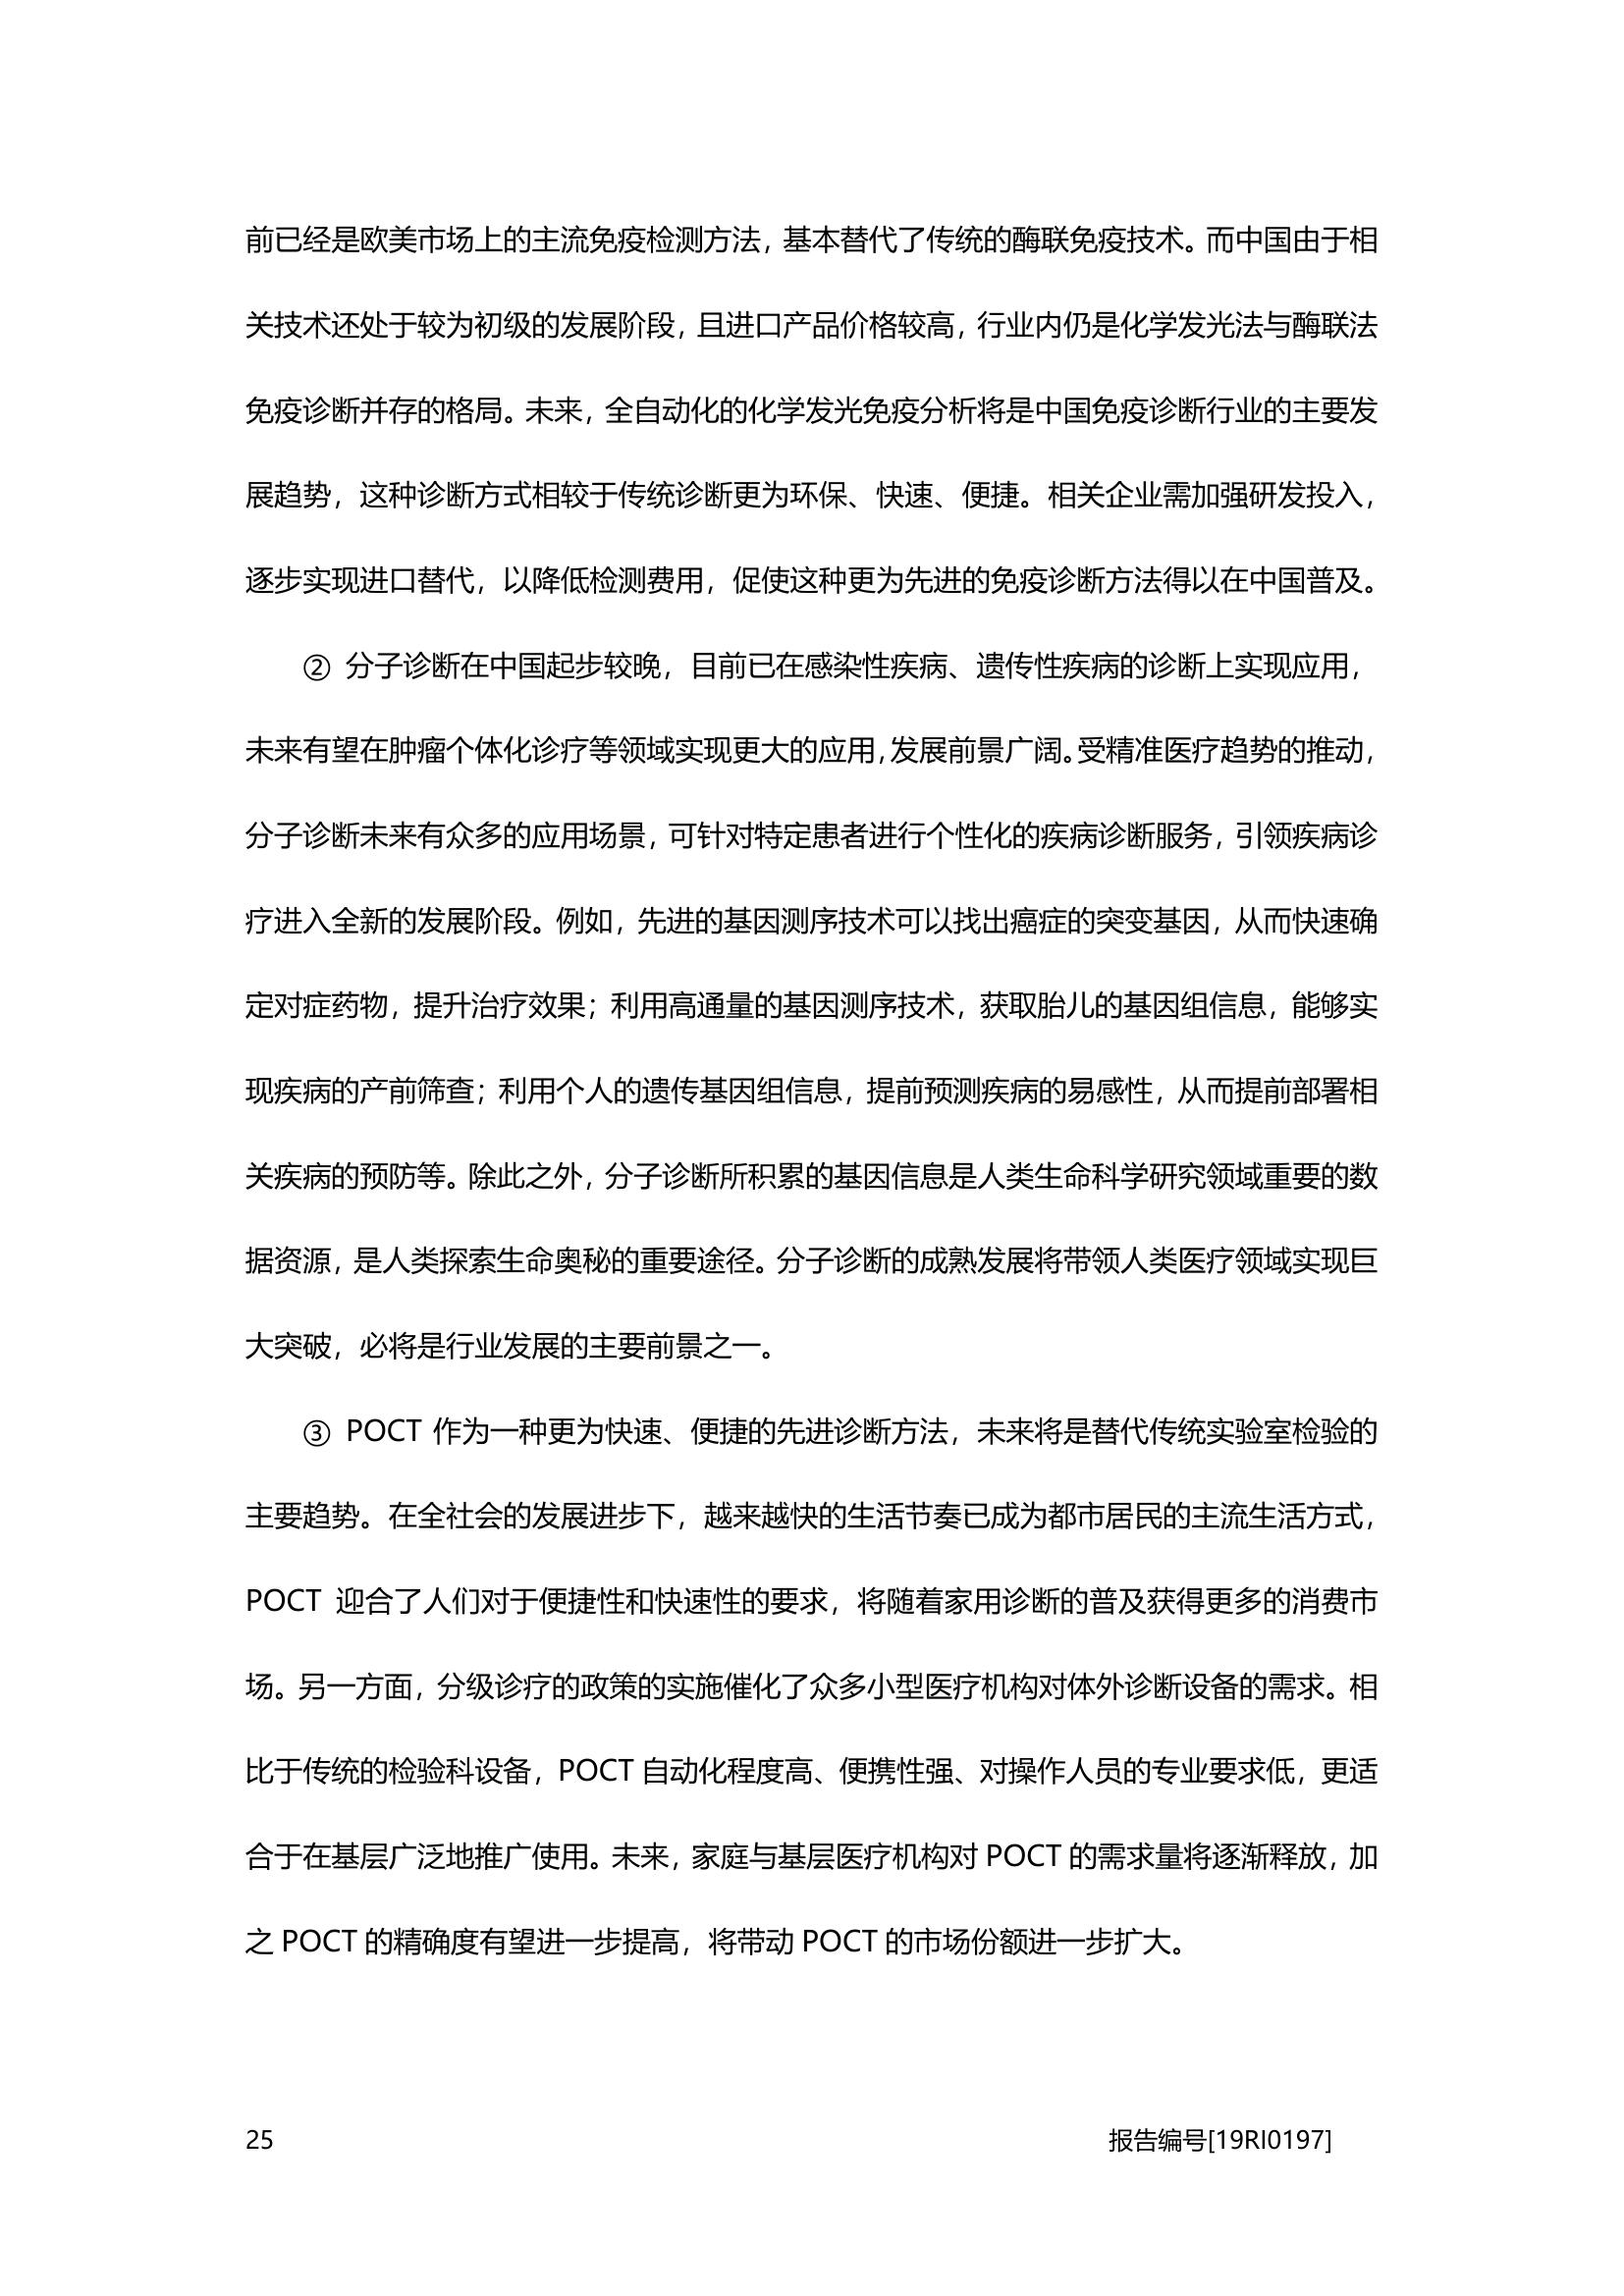 前已经是欧美市场上的主流免疫检测方法，基本替代了传统的酶联免疫技术。而中国由于相
关技术还处于较为初级的发展阶段，且进口产品价格较高，行业内仍是化学发光法与酶联法
免疫诊断并存的格局。未来，全自动化的化学发光免疫分析将是中国免疫诊断行业的主要发
展趋势，这种诊断方式相较于传统诊断更为环保、快速、便捷。相关企业需加强研发投入，
逐步实现进口替代，以降低检测费用，促使这种更为先进的免疫诊断方法得以在中国普及。
② 分子诊断在中国起步较晚，目前已在感染性疾病、遗传性疾病的诊断上实现应用，
未来有望在肿瘤个体化诊疗等领域实现更大的应用，发展前景广阔。受精准医疗趋势的推动，
分子诊断未来有众多的应用场景，可针对特定患者进行个性化的疾病诊断服务，引领疾病诊
疗进入全新的发展阶段。例如，先进的基因测序技术可以找出癌症的突变基因，从而快速确
定对症药物，提升治疗效果；利用高通量的基因测序技术，获取胎儿的基因组信息，能够实
现疾病的产前筛查；利用个人的遗传基因组信息，提前预测疾病的易感性，从而提前部署相
关疾病的预防等。除此之外，分子诊断所积累的基因信息是人类生命科学研究领域重要的数
据资源，是人类探索生命奥秘的重要途径。分子诊断的成熟发展将带领人类医疗领域实现巨
大突破，必将是行业发展的主要前景之一。
③ POCT 作为一种更为快速、便捷的先进诊断方法，未来将是替代传统实验室检验的
主要趋势。在全社会的发展进步下，越来越快的生活节奏已成为都市居民的主流生活方式，
POCT 迎合了人们对于便捷性和快速性的要求，将随着家用诊断的普及获得更多的消费市
场。另一方面，分级诊疗的政策的实施催化了众多小型医疗机构对体外诊断设备的需求。相
比于传统的检验科设备，POCT 自动化程度高、便携性强、对操作人员的专业要求低，更适
合于在基层广泛地推广使用。未来，家庭与基层医疗机构对 POCT 的需求量将逐渐释放，加
之 POCT 的精确度有望进一步提高，将带动 POCT 的市场份额进一步扩大。
25 报告编号[19RI0197]